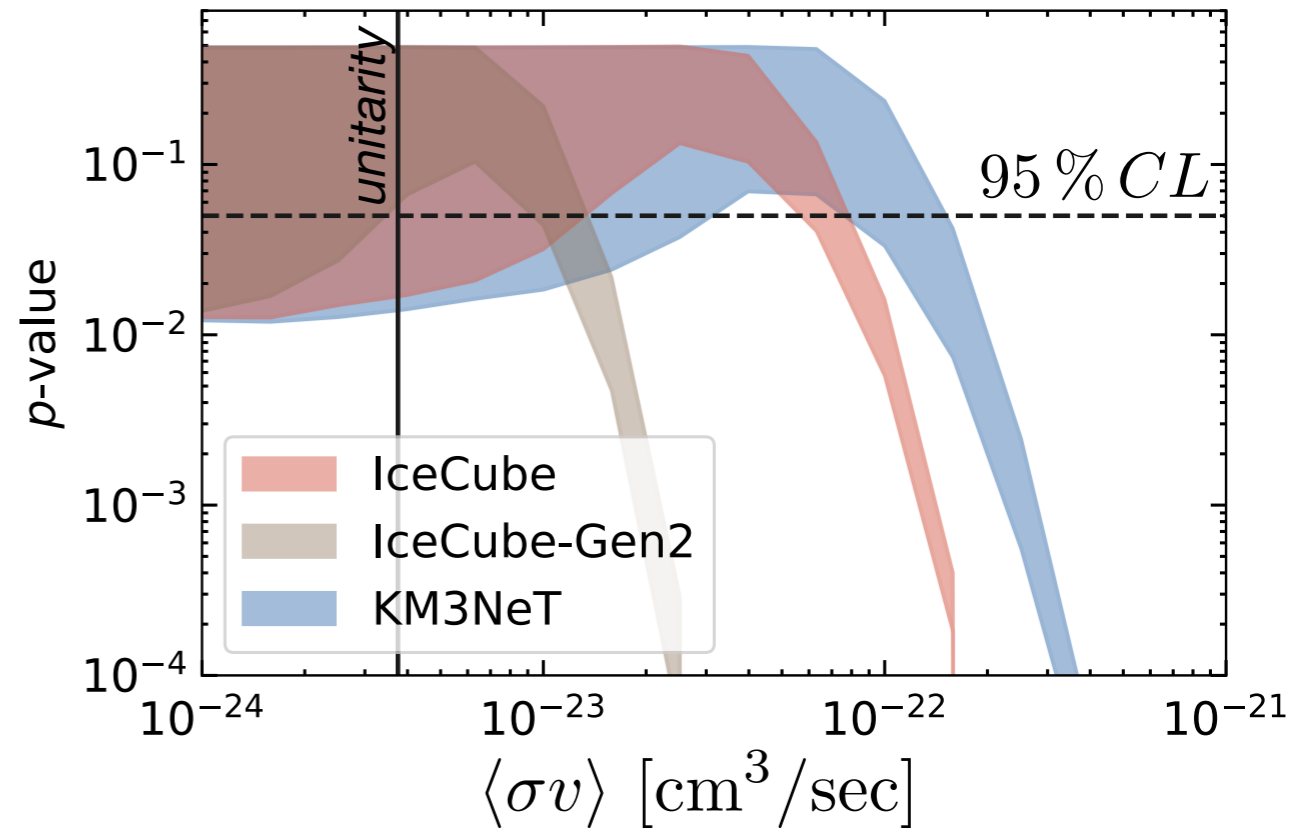 unitarity
95 % CL
p-value
10⁻¹
10⁻²
10⁻³
10⁻⁴
IceCube
IceCube-Gen2
KM3NeT
10⁻²⁴ 10⁻²³ 10⁻²² 10⁻²¹
⟨σv⟩ [cm³/sec]